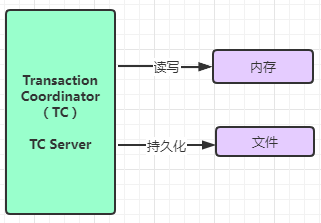 Transaction
Coordinator
（TC）
TC Server
读写
内存
持久化
文件